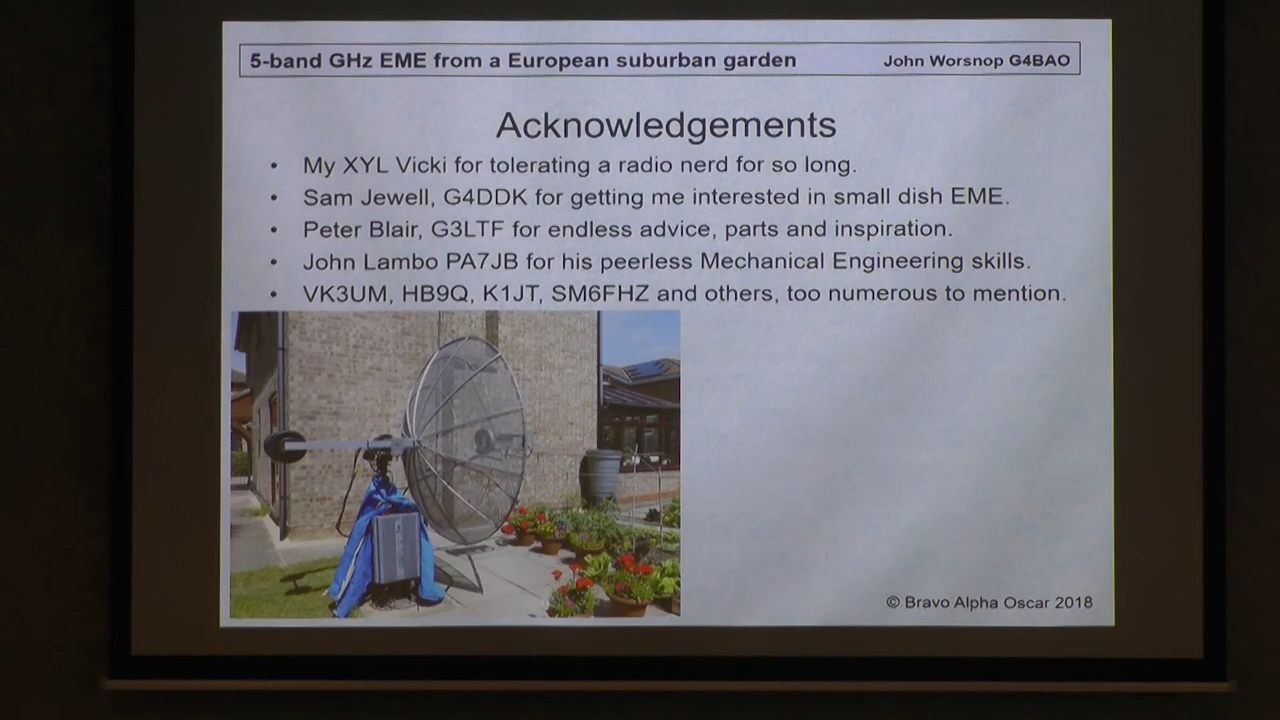 5-band GHz EME from a European suburban garden John Worsnop G4BAO
Acknowledgements
• My XYL Vicki for tolerating a radio nerd for so long.
• Sam Jewell, G4DDK for getting me interested in small dish EME.
• Peter Blair, G3LTF for endless advice, parts and inspiration.
• John Lambo PA7JB for his peerless Mechanical Engineering skills.
• VK3UM, HB9Q, K1JT, SM6FHZ and others, too numerous to mention.
© Bravo Alpha Oscar 2018